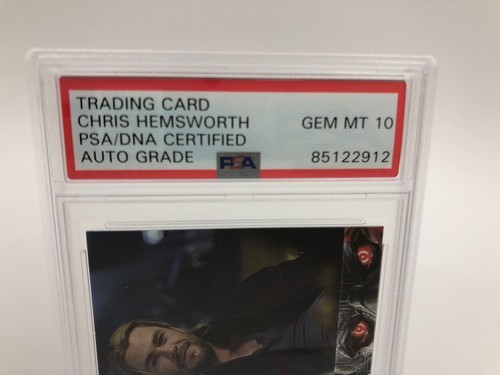 TRADING CARD
CHRIS HEMSWORTH GEM MT 10
PSA/DNA CERTIFIED
AUTO GRADE PSA 85122912